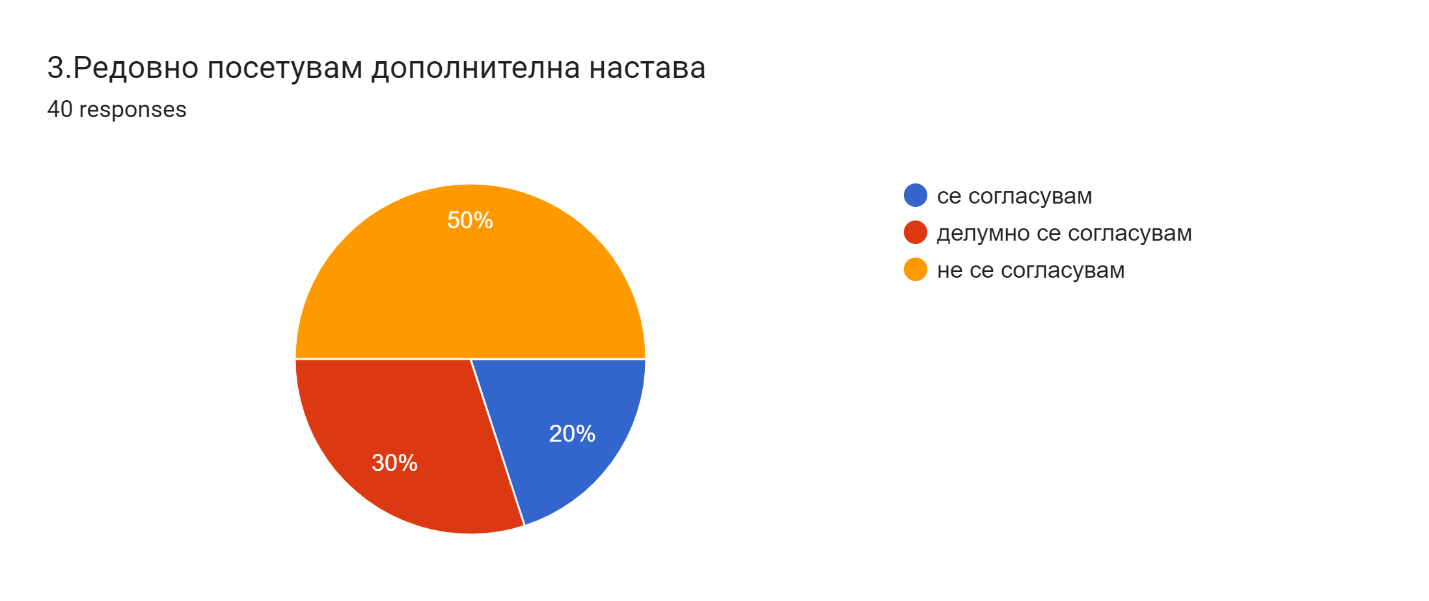 3.Редовно посетувам дополнителна настава
40 responses
се согласувам
делумно се согласувам
не се согласувам
50%
20%
30%